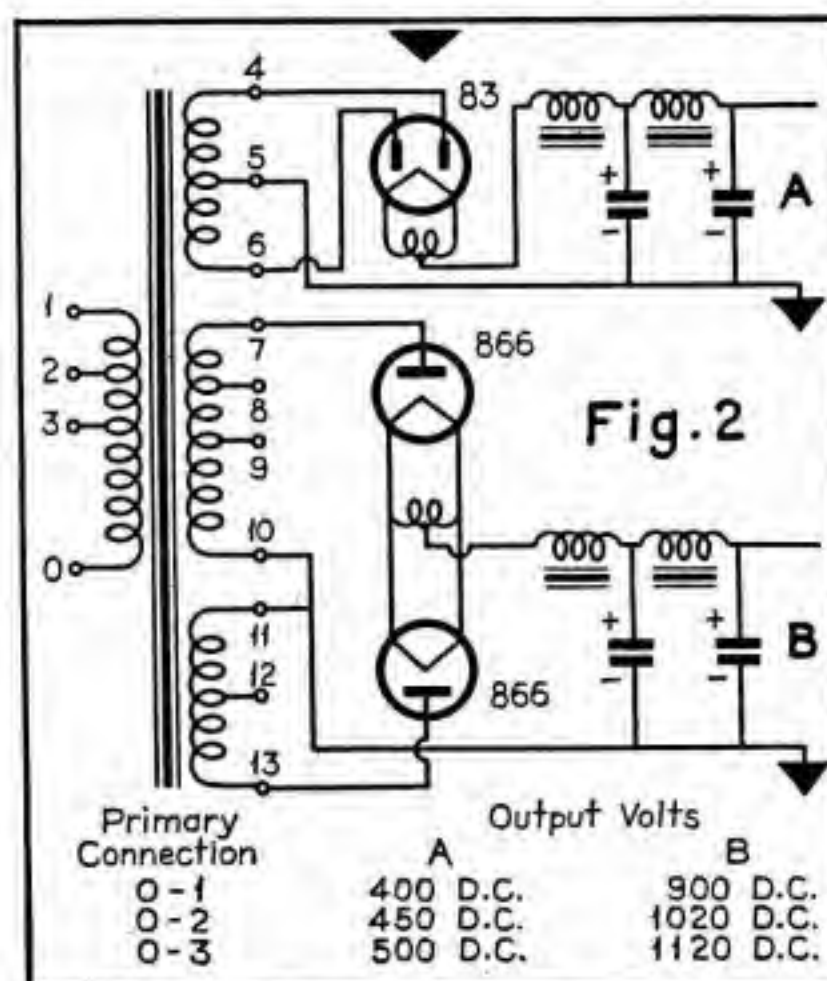 4
83
5
6
+ +
A
- -
1
7
866
2
8
3
Fig. 2
9
10
0
11
+ +
B
12
- -
866
13
Primary Output Volts
Connection A B
0-1 400 D.C. 900 D.C.
0-2 450 D.C. 1020 D.C.
0-3 500 D.C. 1120 D.C.